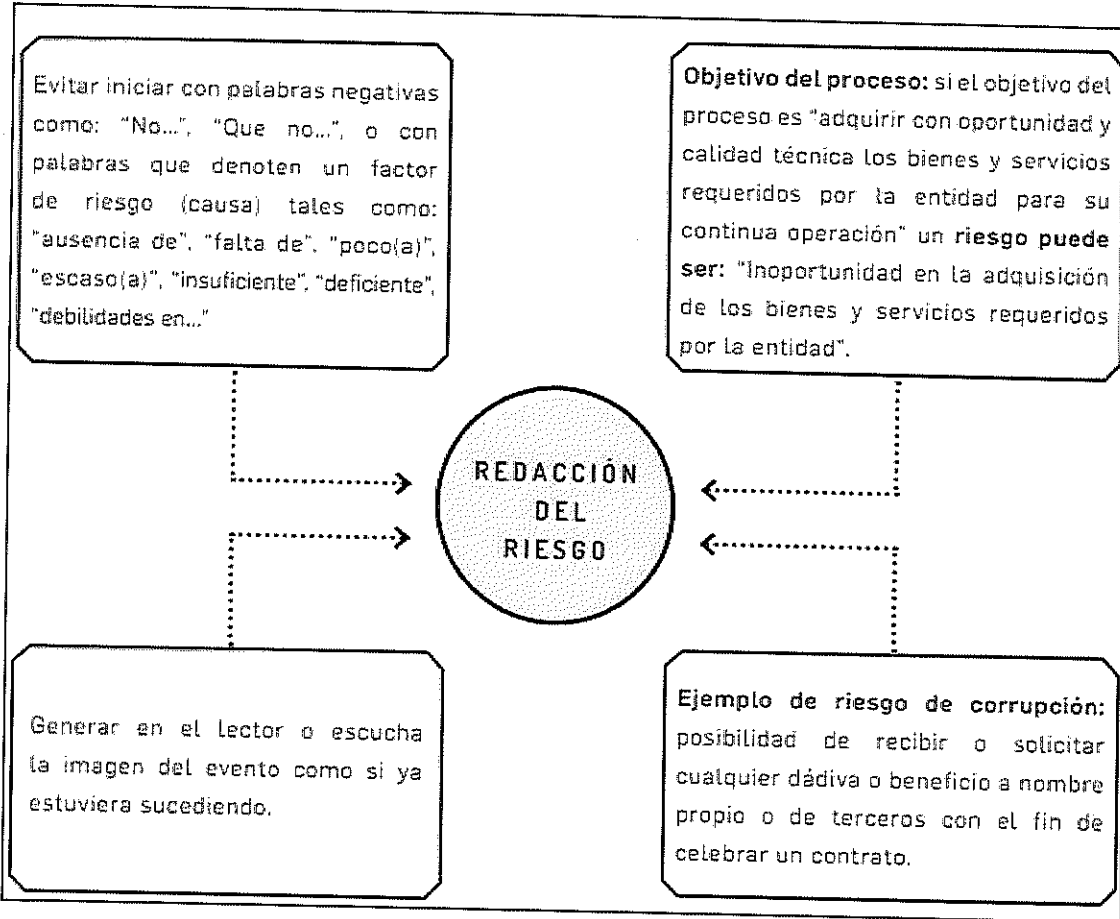 Evitar iniciar con palabras negativas
como: "No...", "Que no...", o con
palabras que denoten un factor
de riesgo (causa) tales como:
"ausencia de", "falta de", "poco(a)",
"escaso(a)", "insuficiente", "deficiente",
"debilidades en..."
Objetivo del proceso: si el objetivo del
proceso es "adquirir con oportunidad y
calidad técnica los bienes y servicios
requeridos por la entidad para su
continua operación" un riesgo puede
ser: "Inoportunidad en la adquisición
de los bienes y servicios requeridos
por la entidad".
REDACCIÓN
DEL
RIESGO
Generar en el lector o escucha
la imagen del evento como si ya
estuviera sucediendo.
Ejemplo de riesgo de corrupción:
posibilidad de recibir o solicitar
cualquier dádiva o beneficio a nombre
propio o de terceros con el fin de
celebrar un contrato.